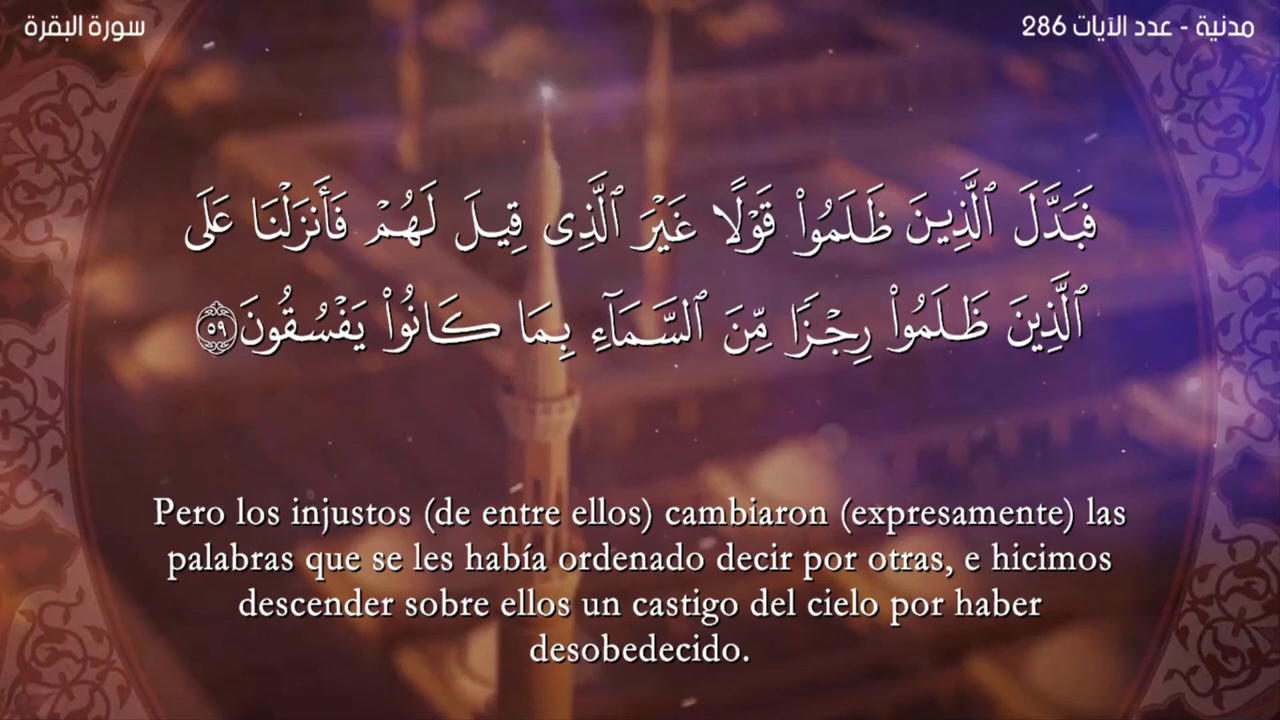 سورة البقرة
مدنية - عدد الآيات 286
فَبَدَّلَ ٱلَّذِينَ ظَلَمُوا۟ قَوْلًا غَيْرَ ٱلَّذِى قِيلَ لَهُمْ فَأَنزَلْنَا عَلَى
ٱلَّذِينَ ظَلَمُوا۟ رِجْزًا مِّنَ ٱلسَّمَآءِ بِمَا كَانُوا۟ يَفْسُقُونَ ٥٩
Pero los injustos (de entre ellos) cambiaron (expresamente) las
palabras que se les había ordenado decir por otras, e hicimos
descender sobre ellos un castigo del cielo por haber
desobedecido.